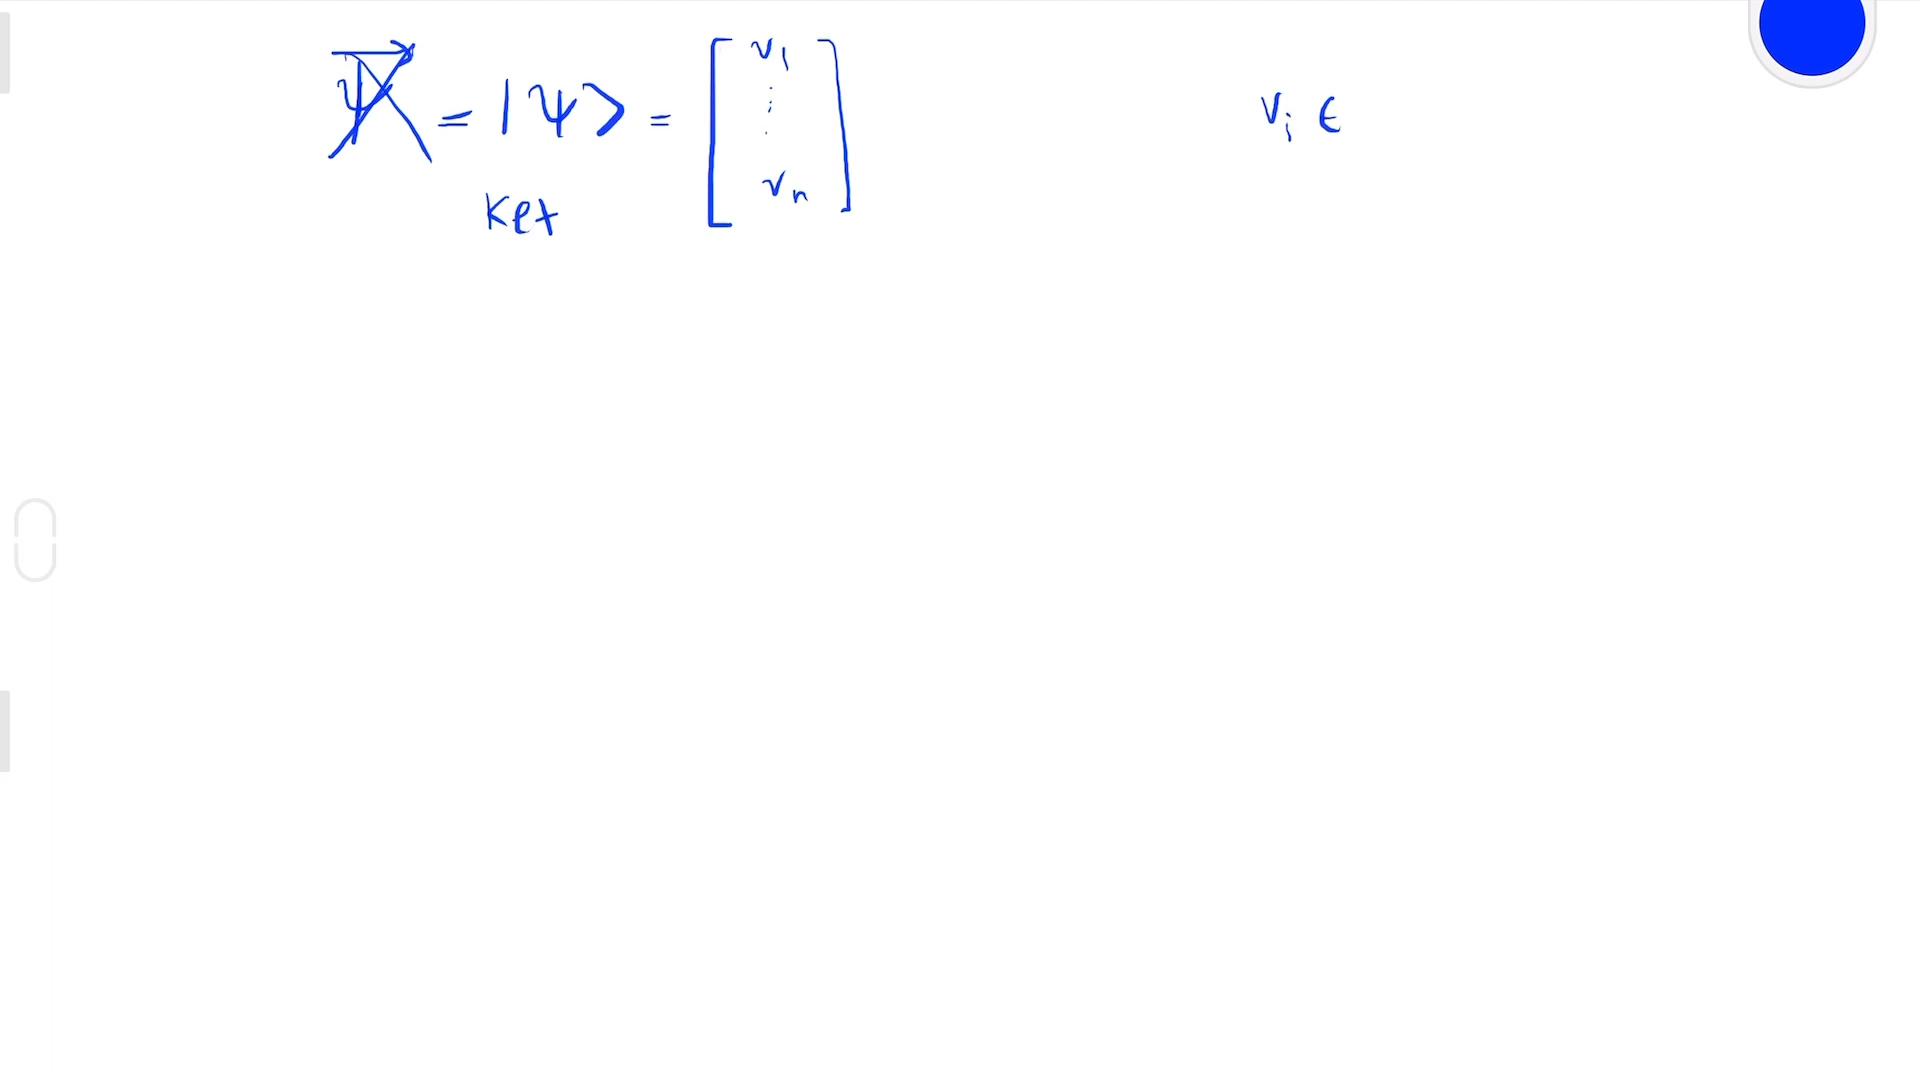 ψ⃗ = |ψ> = [ v₁ ⋮ vₙ ] vᵢ ∈
Ket